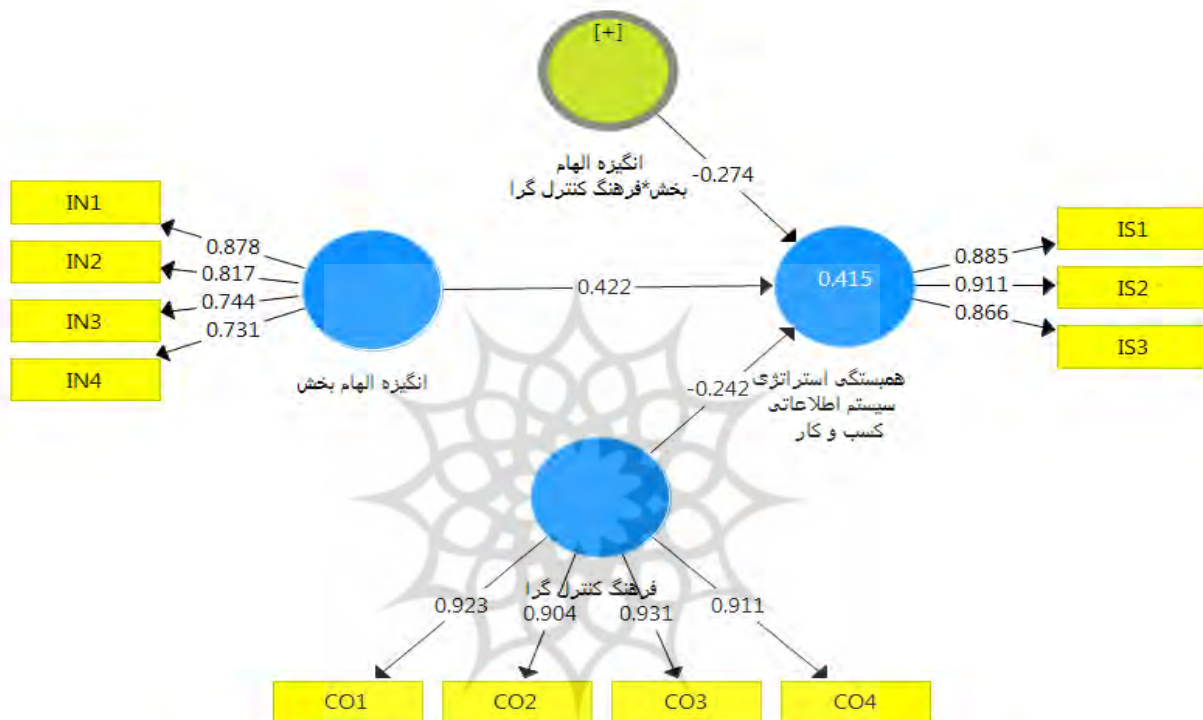 [+]
انگیزه الهام
بخش*فرهنگ کنترل گرا
-0.274
IN1
IN2
IN3
IN4
0.878
0.817
0.744
0.731
انگیزه الهام بخش
0.422
0.415
همبستگی استراتژی
سیستم اطلاعاتی
کسب و کار
0.885
0.911
0.866
IS1
IS2
IS3
-0.242
فرهنگ کنترل گرا
0.923
0.904
0.931
0.911
CO1
CO2
CO3
CO4